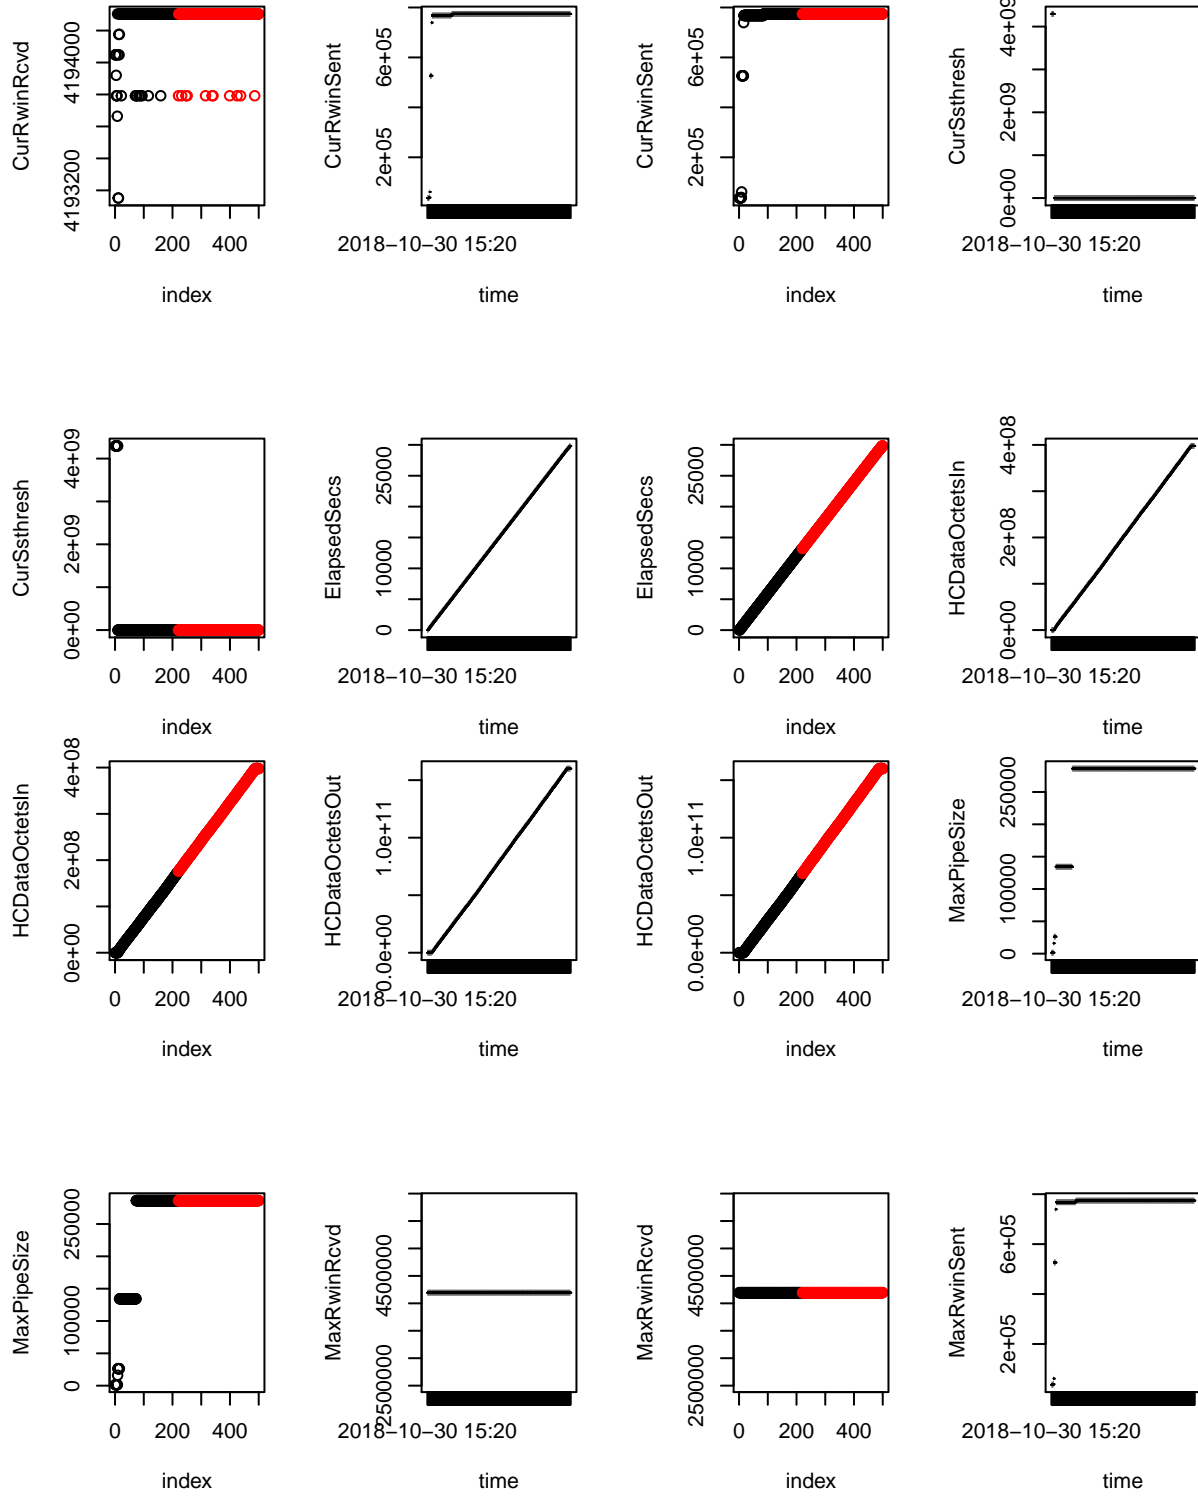 CurRwinRcvd
4193200 4194000
0 200 400
index
CurRwinSent
2e+05 6e+05
2018−10−30 15:20
time
CurRwinSent
2e+05 6e+05
0 200 400
index
CurSsthresh
0e+00 2e+09 4e+09
2018−10−30 15:20
time
CurSsthresh
0e+00 2e+09 4e+09
0 200 400
index
ElapsedSecs
0 10000 25000
2018−10−30 15:20
time
ElapsedSecs
0 10000 25000
0 200 400
index
HCDataOctetsIn
0e+00 2e+08 4e+08
2018−10−30 15:20
time
HCDataOctetsIn
0e+00 2e+08 4e+08
0 200 400
index
HCDataOctetsOut
0.0e+00 1.0e+11
2018−10−30 15:20
time
HCDataOctetsOut
0.0e+00 1.0e+11
0 200 400
index
MaxPipeSize
0 100000 250000
2018−10−30 15:20
time
MaxPipeSize
0 100000 250000
0 200 400
index
MaxRwinRcvd
2500000 4500000
2018−10−30 15:20
time
MaxRwinRcvd
2500000 4500000
0 200 400
index
MaxRwinSent
2e+05 6e+05
2018−10−30 15:20
time